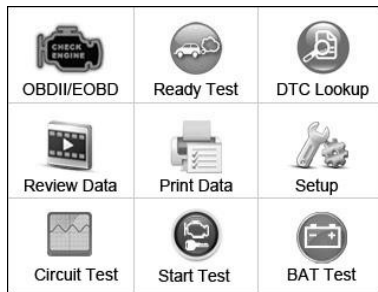 CHECK
ENGINE
OBDII/EOBD
Ready Test
DTC Lookup
Review Data
Print Data
Setup
Circuit Test
Start Test
BAT Test